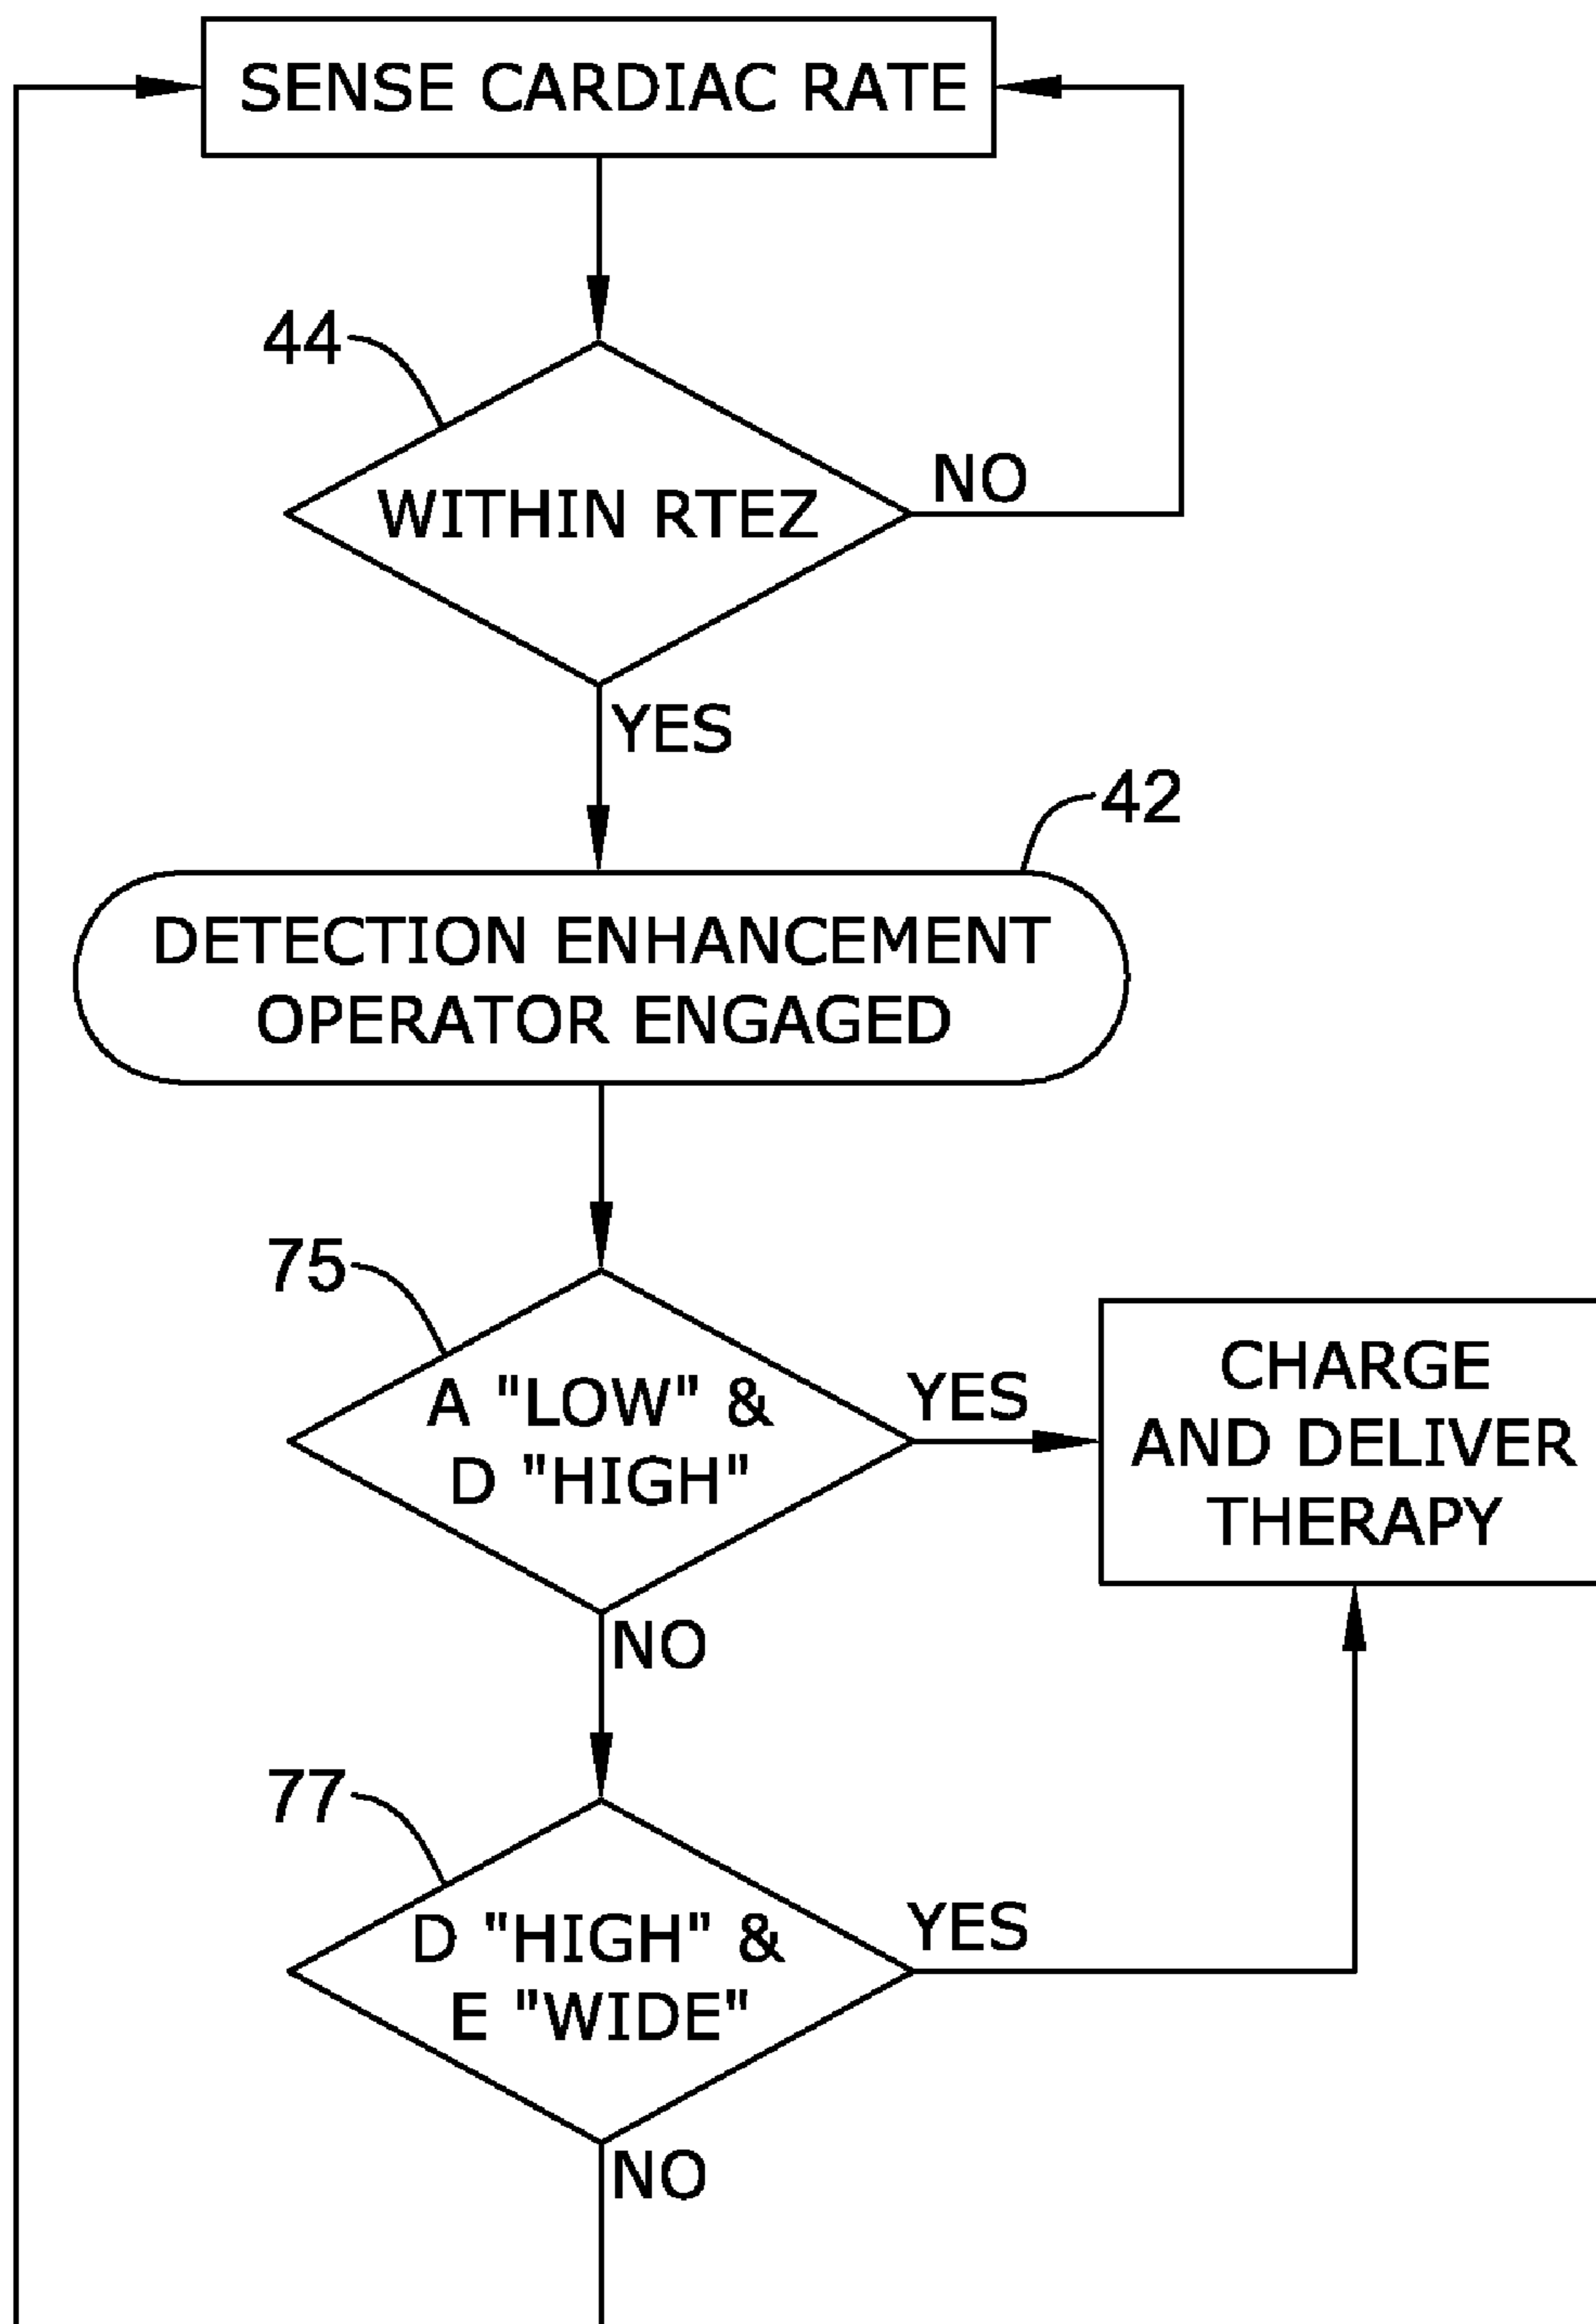 SENSE CARDIAC RATE
44
WITHIN RTEZ
NO
YES
42
DETECTION ENHANCEMENT
OPERATOR ENGAGED
75
A "LOW" &
D "HIGH"
YES
CHARGE
AND DELIVER
THERAPY
NO
77
D "HIGH" &
E "WIDE"
YES
NO